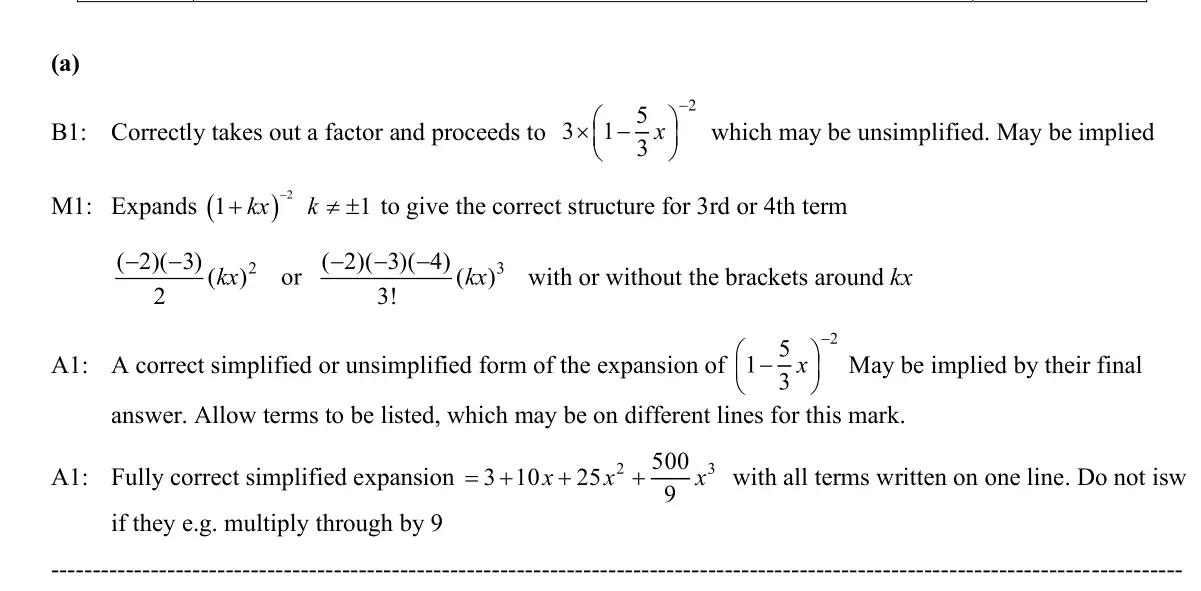 (a)
B1: Correctly takes out a factor and proceeds to 3×(1−5/3 x)^−2 which may be unsimplified. May be implied
M1: Expands (1+kx)^−2 k ≠ ±1 to give the correct structure for 3rd or 4th term
(−2)(−3)/2 (kx)^2 or (−2)(−3)(−4)/3! (kx)^3 with or without the brackets around kx
A1: A correct simplified or unsimplified form of the expansion of (1−5/3 x)^−2 May be implied by their final
answer. Allow terms to be listed, which may be on different lines for this mark.
A1: Fully correct simplified expansion =3+10x+25x^2+500/9 x^3 with all terms written on one line. Do not isw
if they e.g. multiply through by 9